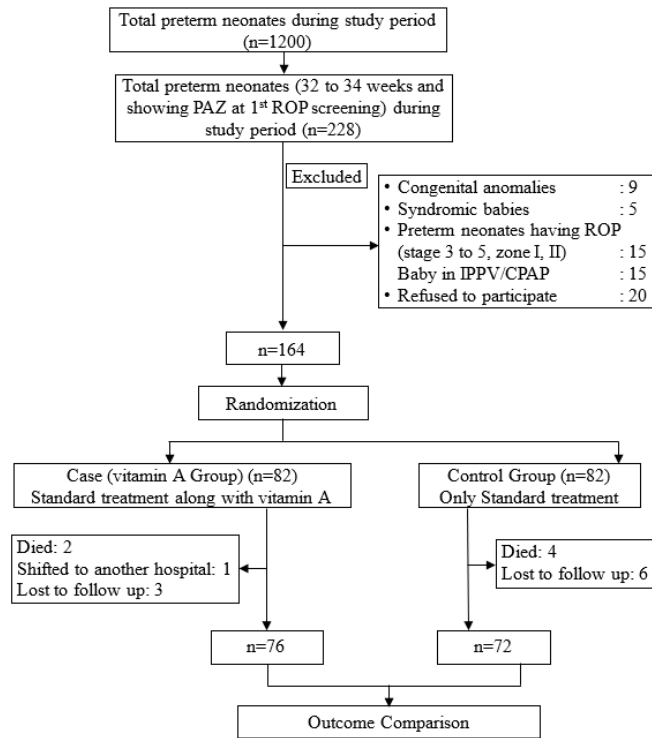 Total preterm neonates during study period
(n=1200)
Total preterm neonates (32 to 34 weeks and
showing PAZ at 1st ROP screening) during
study period (n=228)
Excluded
• Congenital anomalies : 9
• Syndromic babies : 5
• Preterm neonates having ROP
(stage 3 to 5, zone I, II) : 15
Baby in IPPV/CPAP : 15
• Refused to participate : 20
n=164
Randomization
Case (vitamin A Group) (n=82)
Standard treatment along with vitamin A
Control Group (n=82)
Only Standard treatment
Died: 2
Shifted to another hospital: 1
Lost to follow up: 3
Died: 4
Lost to follow up: 6
n=76
n=72
Outcome Comparison